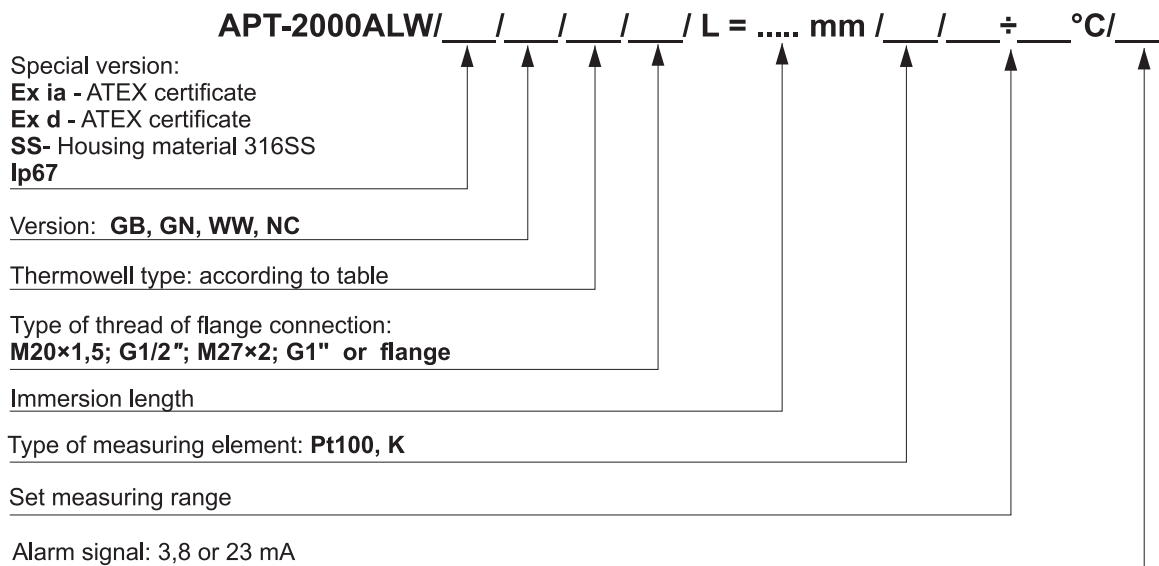 APT-2000ALW/___/___/___/___/ L = ..... mm /___/___÷___°C/___
Special version:
Ex ia - ATEX certificate
Ex d - ATEX certificate
SS- Housing material 316SS
Ip67
Version: GB, GN, WW, NC
Thermowell type: according to table
Type of thread of flange connection:
M20×1,5; G1/2"; M27×2; G1" or flange
Immersion length
Type of measuring element: Pt100, K
Set measuring range
Alarm signal: 3,8 or 23 mA